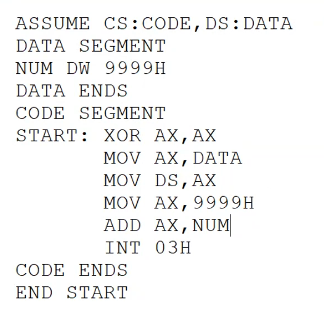 ASSUME CS:CODE,DS:DATA
DATA SEGMENT
NUM DW 9999H
DATA ENDS
CODE SEGMENT
START: XOR AX,AX
MOV AX,DATA
MOV DS,AX
MOV AX,9999H
ADD AX,NUM
INT 03H
CODE ENDS
END START